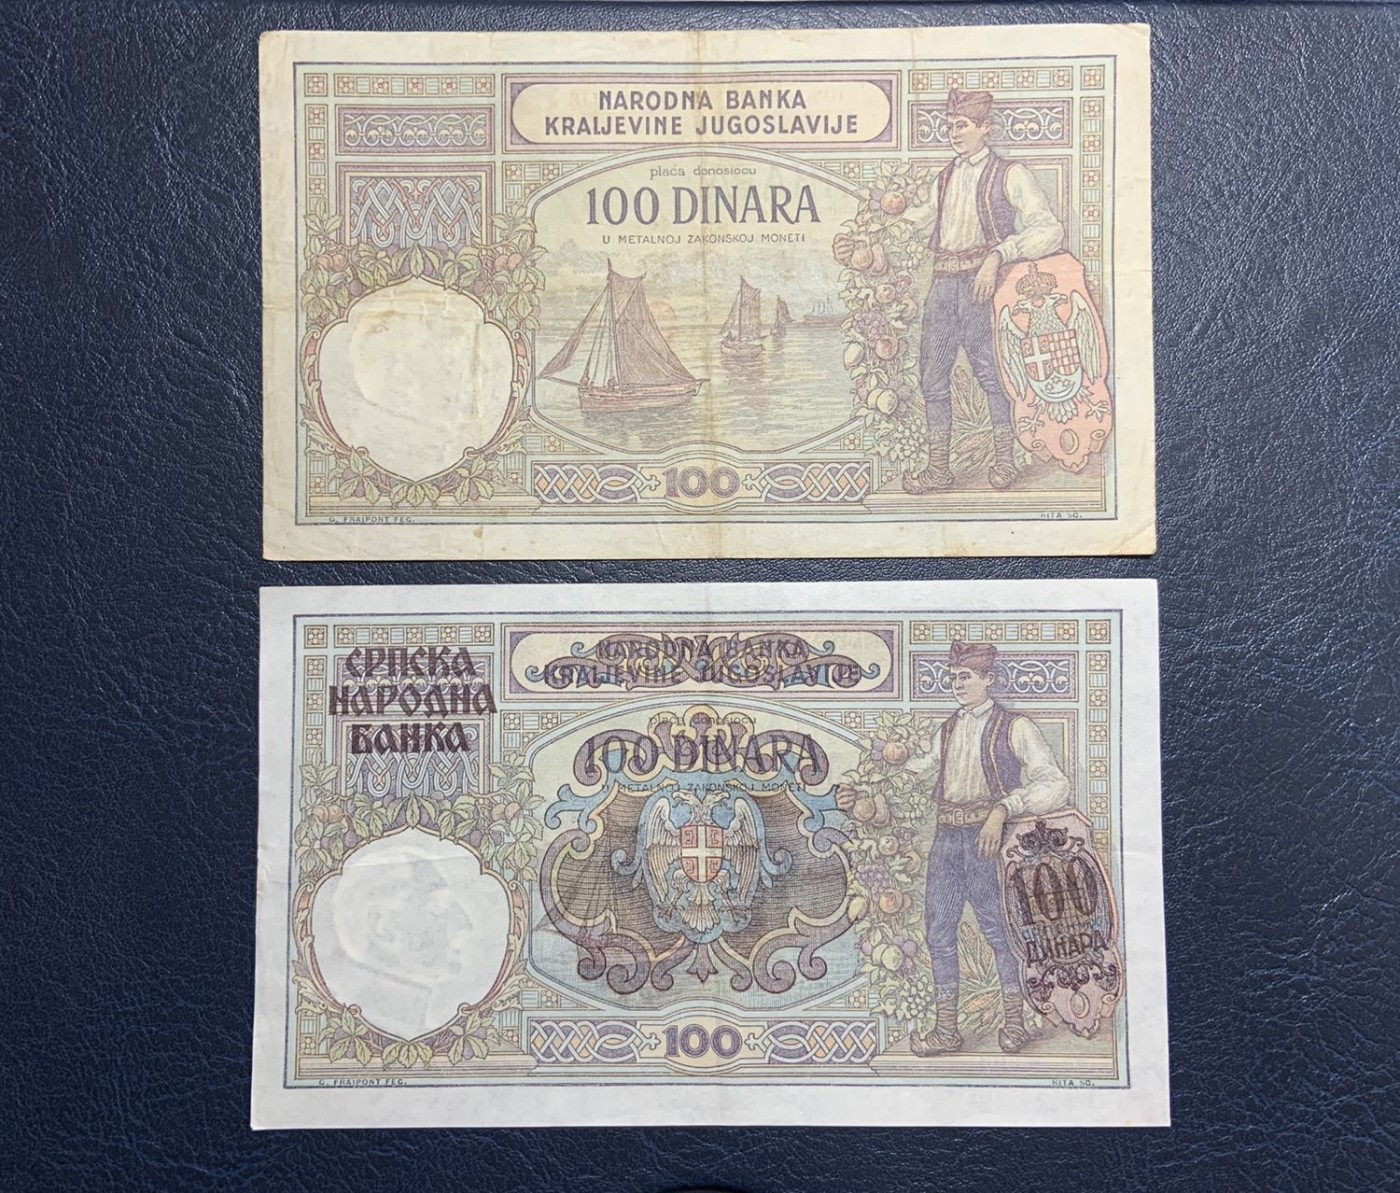 NARODNA BANKA
KRALJEVINE JUGOSLAVIJE
plaća donosiocu
100 DINARA
U METALNOJ ZAKONSKOJ MONETI
100
G. FRAIPONT FEC.
RITA SC.
СРПСКА
НАРОДНА
БАНКА
NARODNA BANKA
KRALJEVINE JUGOSLAVIJE
plaća donosiocu
100 DINARA
U METALNOJ ZAKONSKOJ MONETI
100
ДИНАРА
100
G. FRAIPONT FEC.
RITA SC.